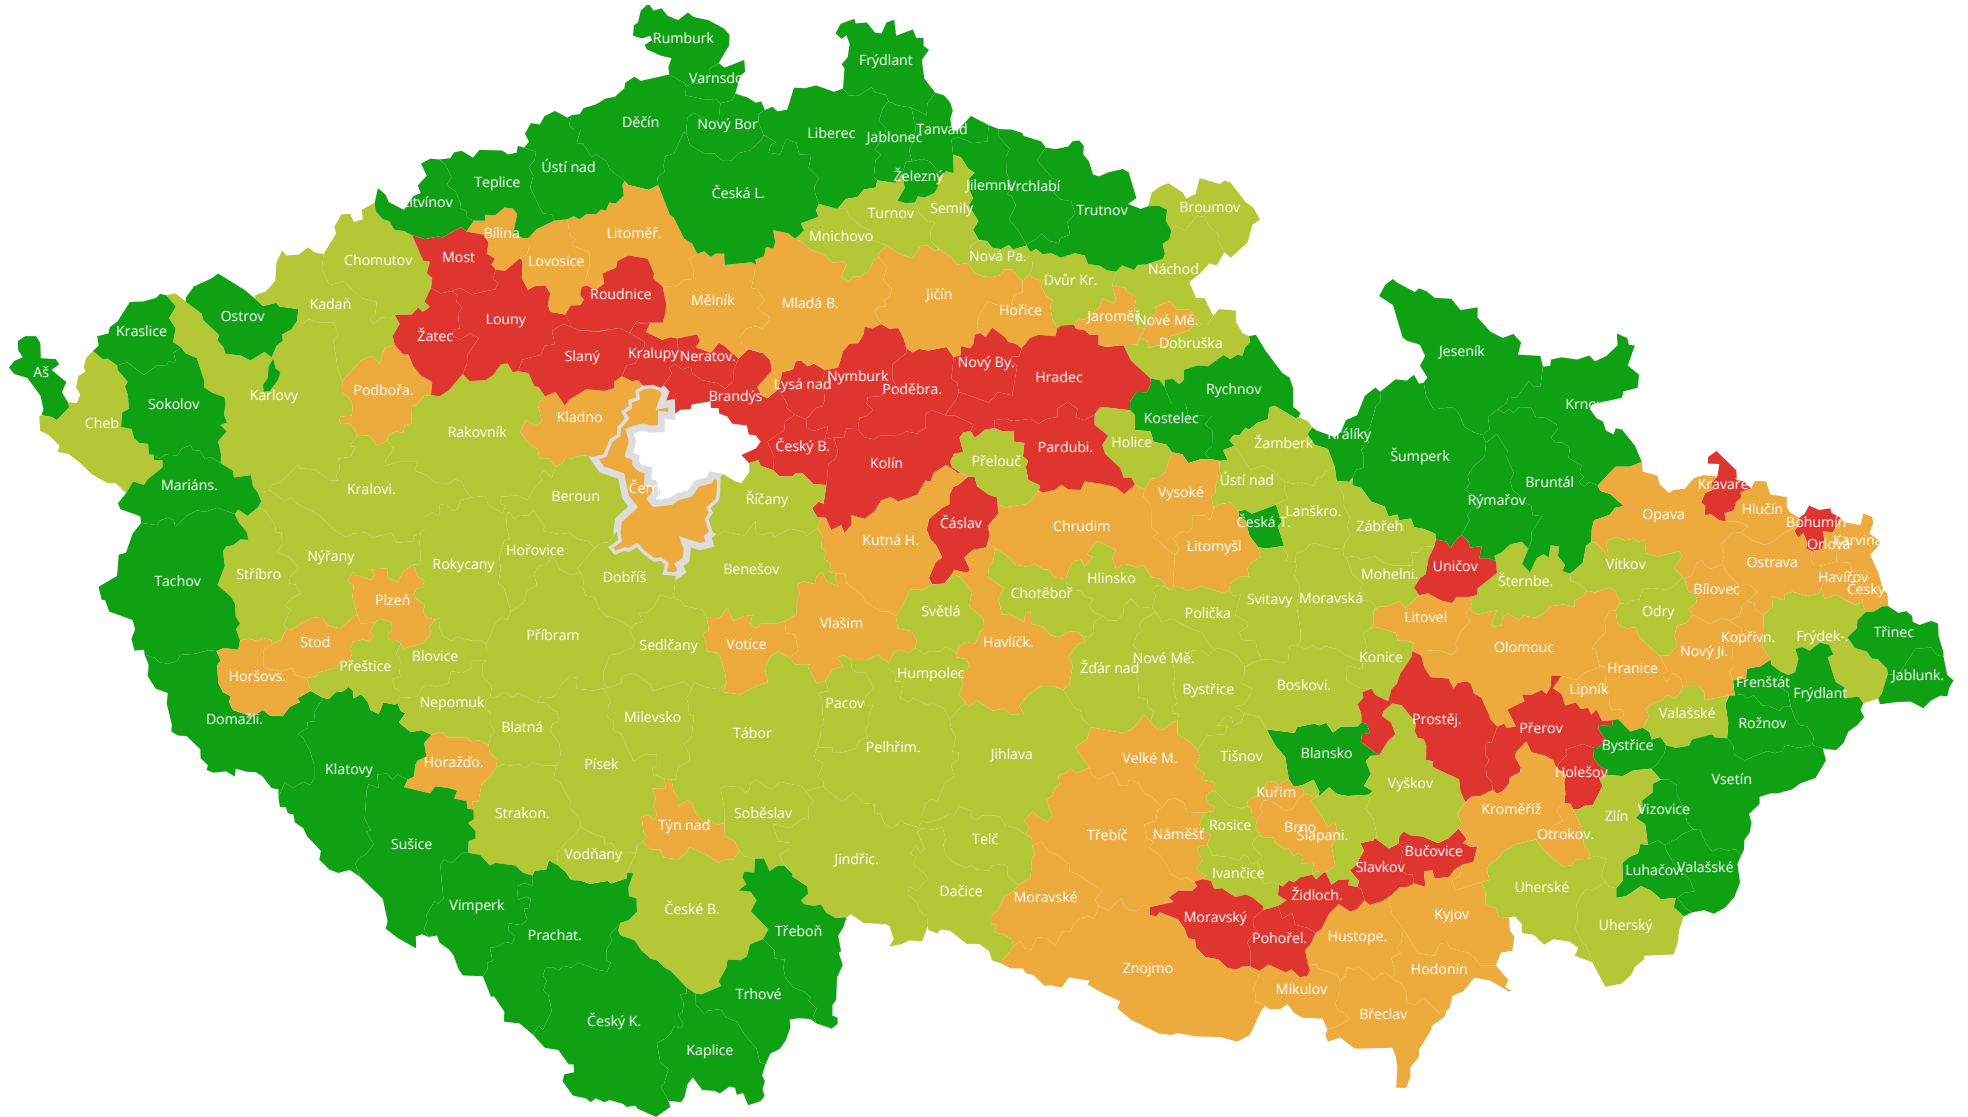 Rumburk
Frýdlant
Varnsdo
Děčín
Nový Bor
Liberec
Jablonec
Tanvald
Ústí nad
Teplice
Česká L.
Železný
Jilemni
Vrchlabí
Litvínov
Turnov
Semily
Trutnov
Broumov
Bílina
Litoměř.
Mnichovo
Most
Chomutov
Lovosice
Nová Pa.
Náchod
Dvůr Kr.
Kadaň
Roudnice
Mělník
Mladá B.
Jičín
Hořice
Ostrov
Kraslice
Louny
Jaroměř
Nové Mě.
Žatec
Slaný
Kralupy
Neratov.
Dobruška
Jeseník
Aš
Nový By.
Nymburk
Hradec
Lysá nad
Poděbra.
Podbořa.
Karlovy
Brandýs
Rychnov
Sokolov
Krnov
Cheb
Kladno
Kostelec
Rakovník
Králíky
Český B.
Pardubi.
Holice
Žamberk
Šumperk
Kolín
Přelouč
Mariáns.
Kralovi.
Čern
Beroun
Říčany
Vysoké
Ústí nad
Bruntál
Kravaře
Rýmařov
Lanškro.
Hlučín
Opava
Čáslav
Chrudim
Česká T.
Zábřeh
Bohumín
Kutná H.
Karviná
Orlová
Litomyšl
Hořovice
Nýřany
Rokycany
Ostrava
Vítkov
Uničov
Stříbro
Benešov
Dobříš
Hlinsko
Mohelni.
Havířov
Tachov
Šternbe.
Český
Bílovec
Chotěboř
Plzeň
Svitavy
Moravská
Světlá
Polička
Odry
Litovel
Vlašim
Příbram
Třinec
Frýdek-.
Kopřivn.
Stod
Havlíčk.
Votice
Sedlčany
Olomouc
Nový Ji.
Blovice
Konice
Nové Mě.
Přeštice
Žďár nad
Hranice
Humpolec
Horšovs.
Jablunk.
Frenštát
Boskovi.
Bystřice
Lipník
Frýdlant
Nepomuk
Pacov
Valašské
Domažli.
Milevsko
Prostěj.
Rožnov
Blatná
Přerov
Tábor
Bystřice
Pelhřim.
Jihlava
Blansko
Tišnov
Velké M.
Horažďo.
Písek
Klatovy
Holešov
Vsetín
Vyškov
Kuřim
Kroměříž
Vizovice
Strakon.
Soběslav
Zlín
Týn nad
Rosice
Brno
Třebíč
Náměšť
Šlapani.
Otrokov.
Telč
Sušice
Vodňany
Jindřic.
Bučovice
Slavkov
Luhačov.
Valašské
Ivančice
Uherské
Dačice
Židloch.
Moravské
Vimperk
České B.
Kyjov
Moravský
Uherský
Třeboň
Prachat.
Hustope.
Pohořel.
Znojmo
Hodonín
Mikulov
Trhové
Břeclav
Český K.
Kaplice